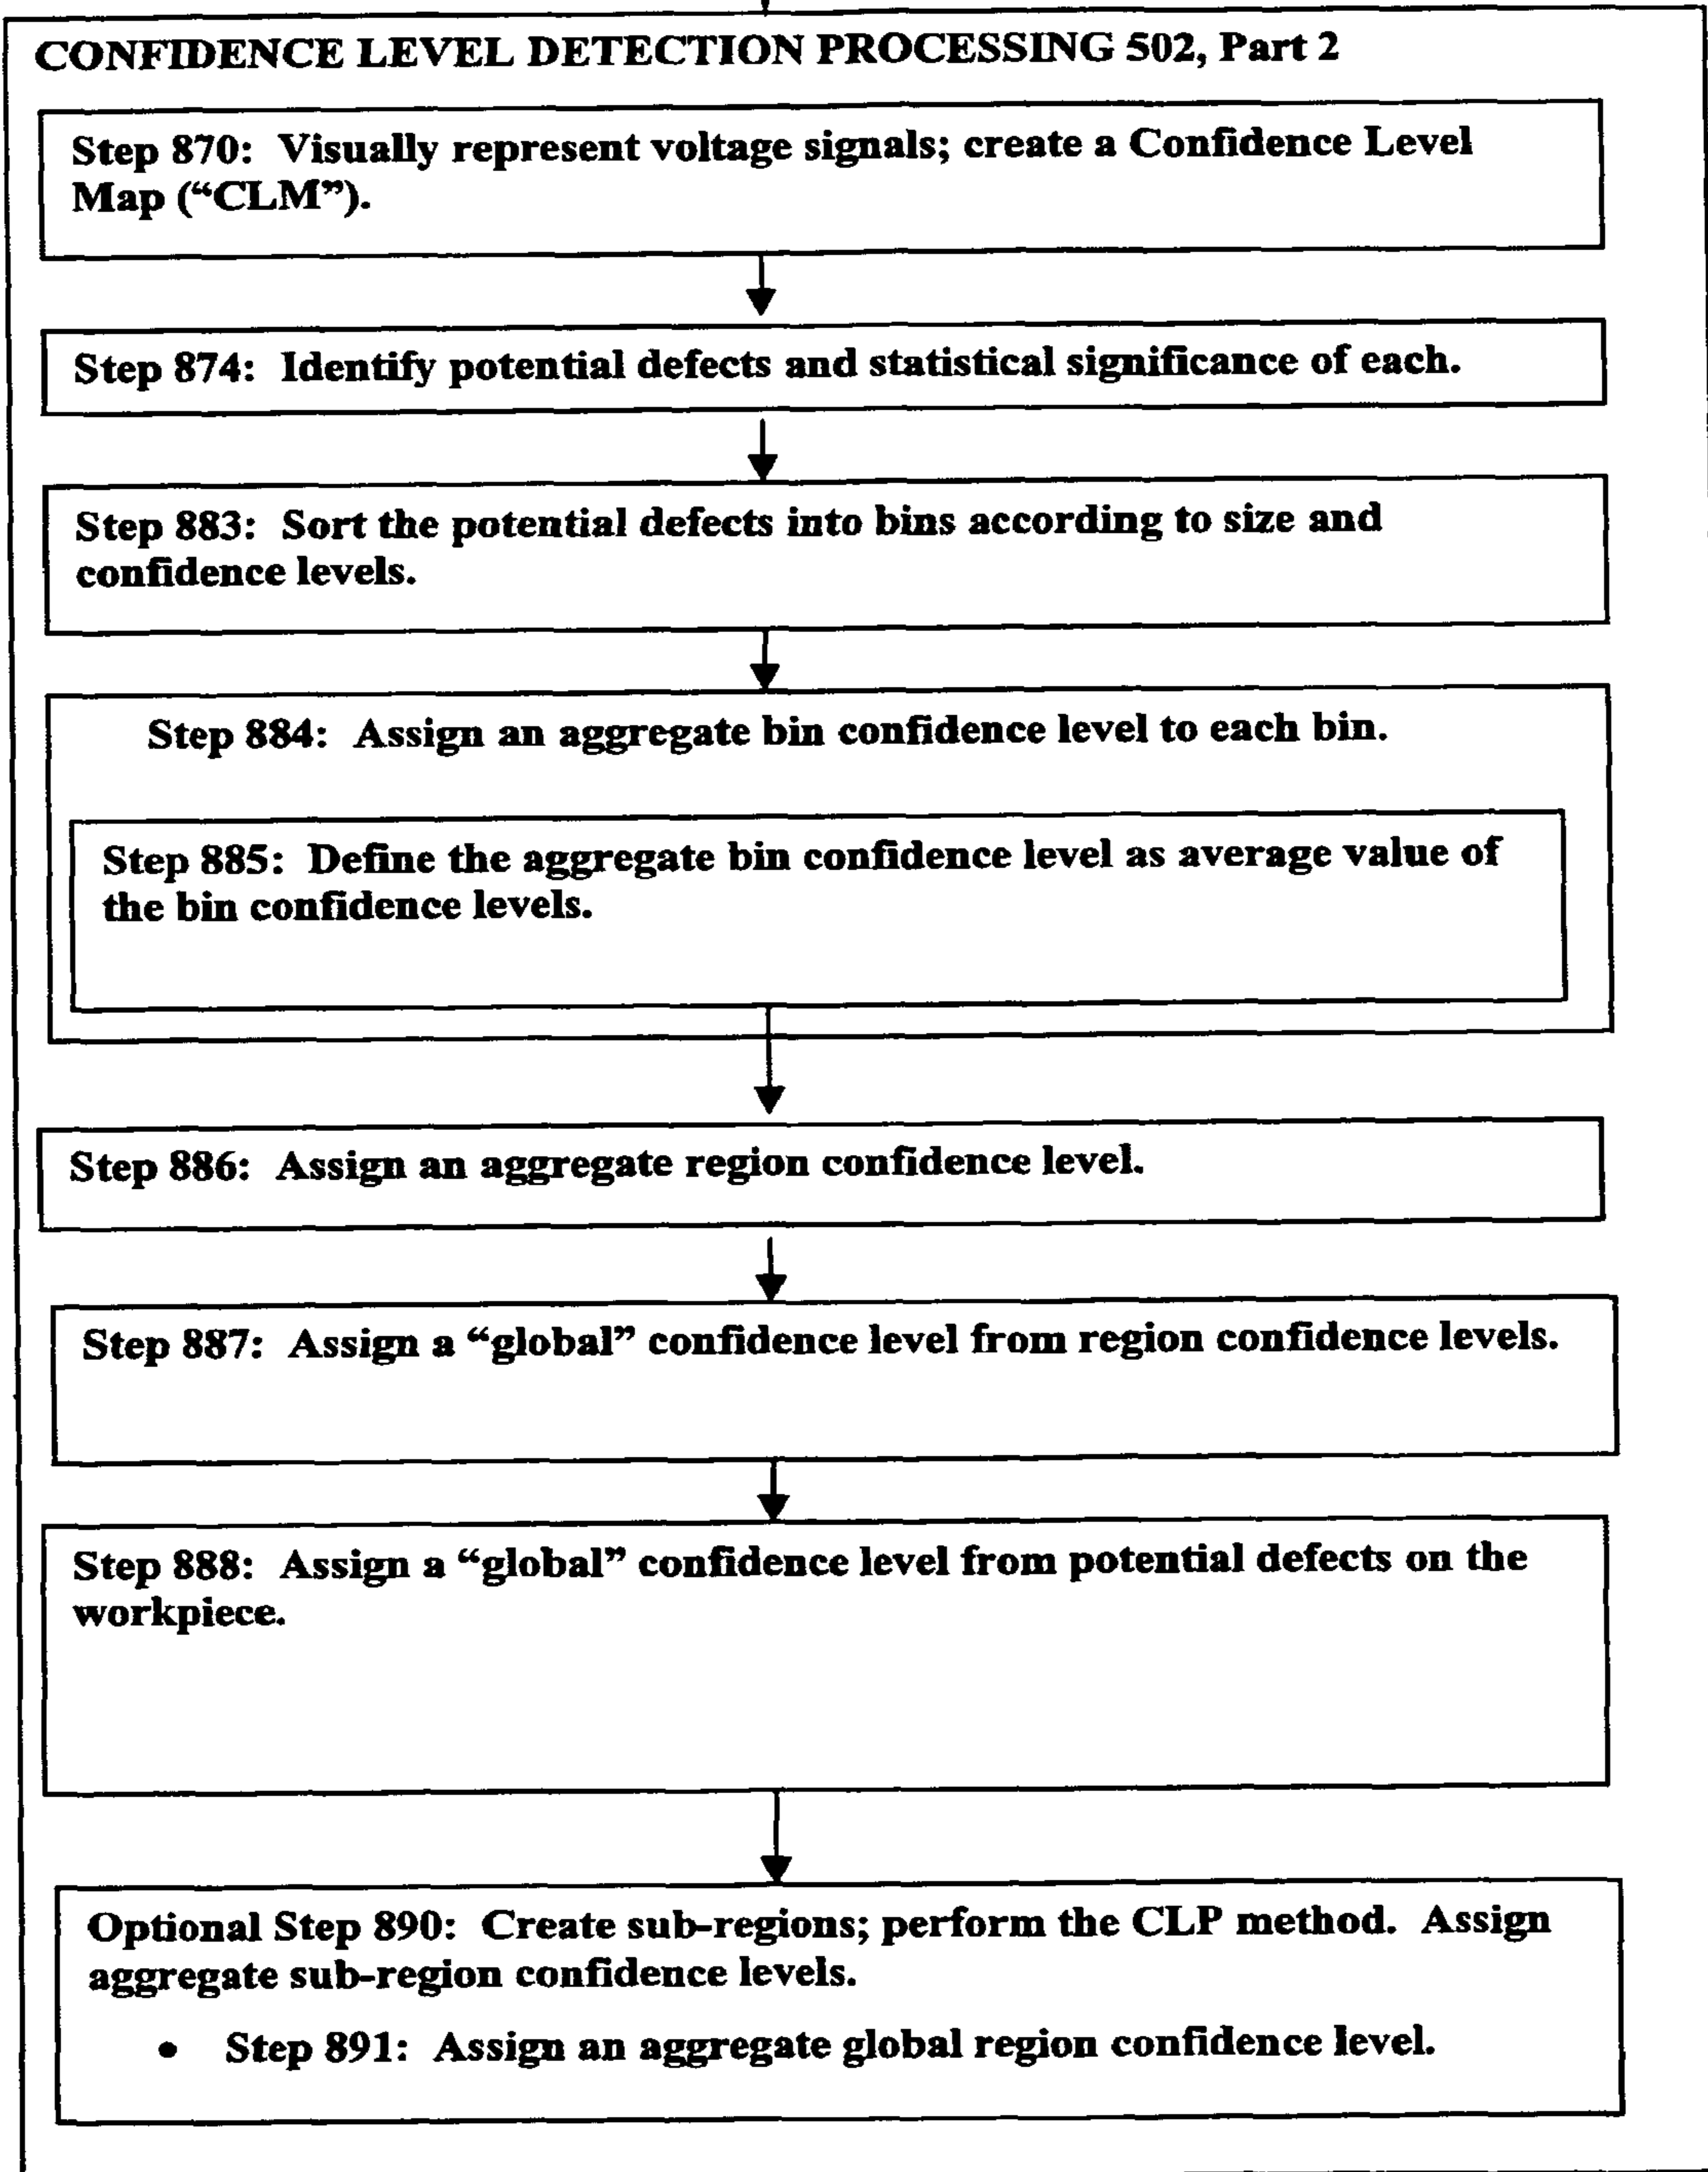 CONFIDENCE LEVEL DETECTION PROCESSING 502, Part 2
Step 870: Visually represent voltage signals; create a Confidence Level
Map (“CLM”).
Step 874: Identify potential defects and statistical significance of each.
Step 883: Sort the potential defects into bins according to size and
confidence levels.
Step 884: Assign an aggregate bin confidence level to each bin.
Step 885: Define the aggregate bin confidence level as average value of
the bin confidence levels.
Step 886: Assign an aggregate region confidence level.
Step 887: Assign a “global” confidence level from region confidence levels.
Step 888: Assign a “global” confidence level from potential defects on the
workpiece.
Optional Step 890: Create sub-regions; perform the CLP method. Assign
aggregate sub-region confidence levels.
• Step 891: Assign an aggregate global region confidence level.